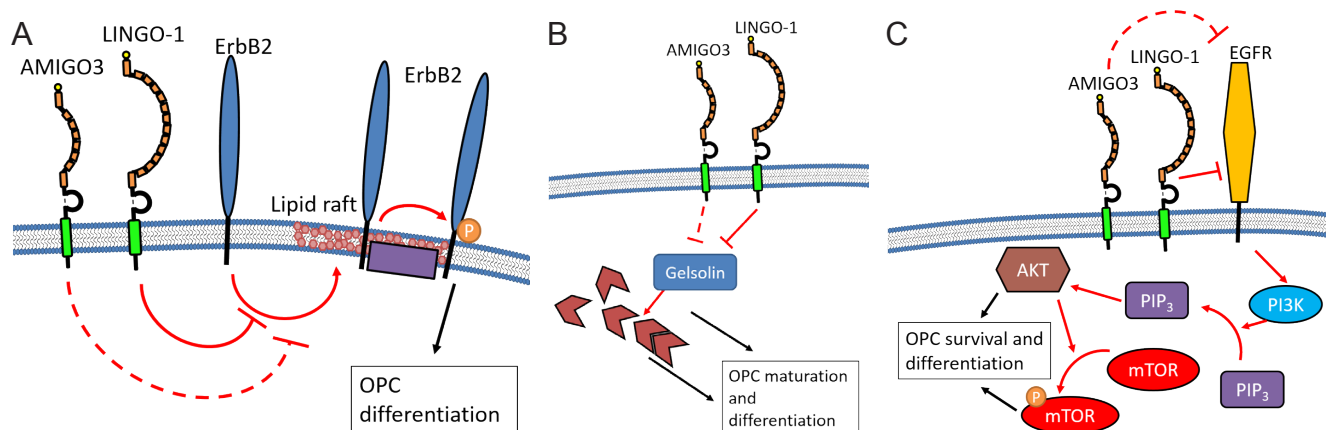 A
LINGO-1
AMIGO3
ErbB2
ErbB2
Lipid raft
P
OPC
differentiation
B
LINGO-1
AMIGO3
Gelsolin
OPC maturation
and
differentiation
C
EGFR
LINGO-1
AMIGO3
AKT
PIP3
PI3K
OPC survival and
differentiation
mTOR
PIP3
P
mTOR